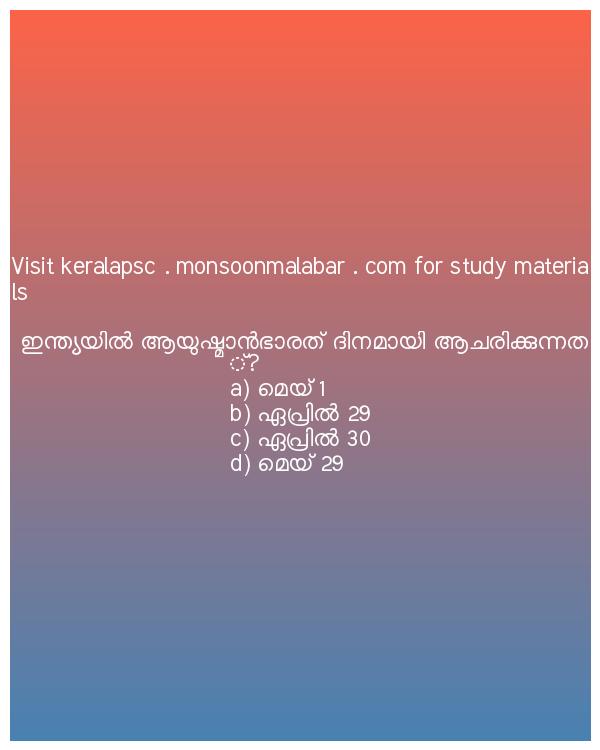 Visit keralapsc . monsoonmalabar . com for study materia
ls
ഇന്ത്യയിൽ ആയുഷ്മാൻഭാരത് ദിനമായി ആചരിക്കുന്നത
്?
a) മെയ് 1
b) ഏപ്രിൽ 29
c) ഏപ്രിൽ 30
d) മെയ് 29